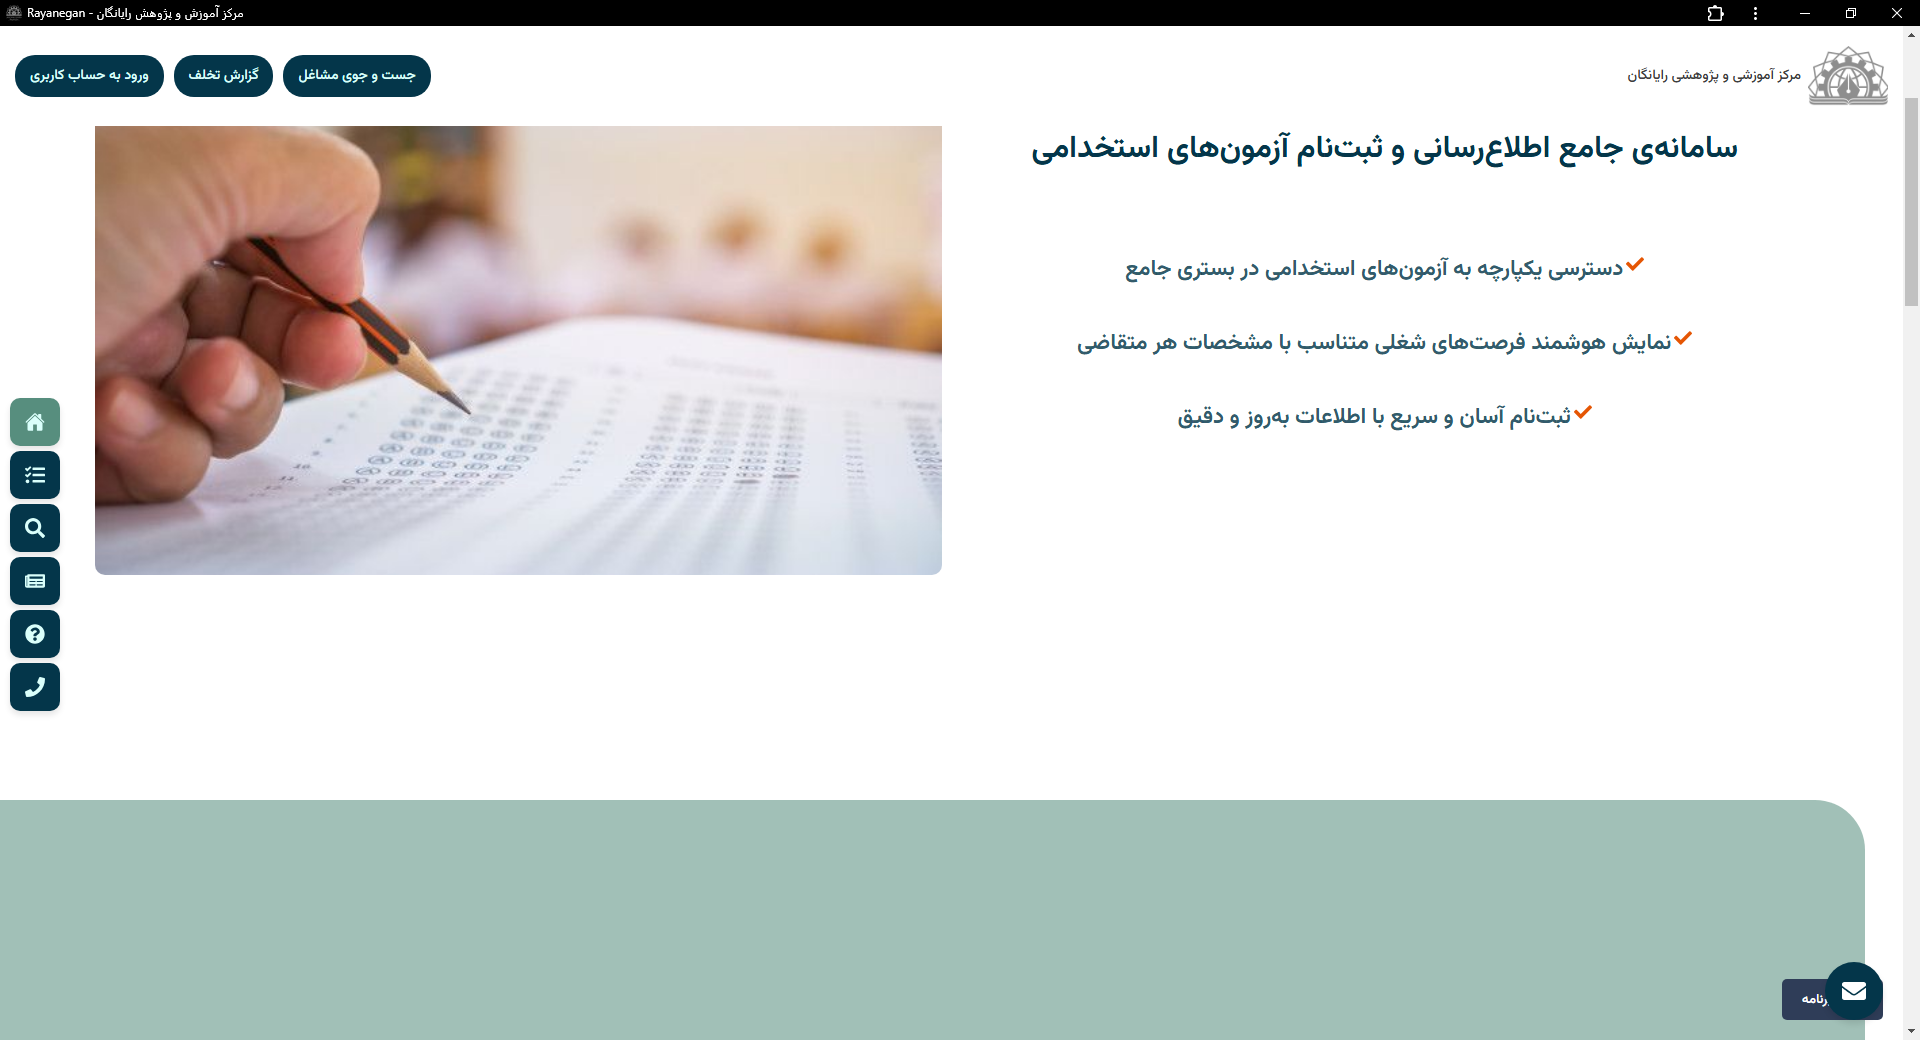 Rayanegan - مرکز آموزش و پژوهش رایانگان
مرکز آموزشی و پژوهشی رایانگان
جست و جوی مشاغل
گزارش تخلف
ورود به حساب کاربری
سامانه‌ی جامع اطلاع‌رسانی و ثبت‌نام آزمون‌های استخدامی
دسترسی یکپارچه به آزمون‌های استخدامی در بستری جامع
نمایش هوشمند فرصت‌های شغلی متناسب با مشخصات هر متقاضی
ثبت‌نام آسان و سریع با اطلاعات به‌روز و دقیق